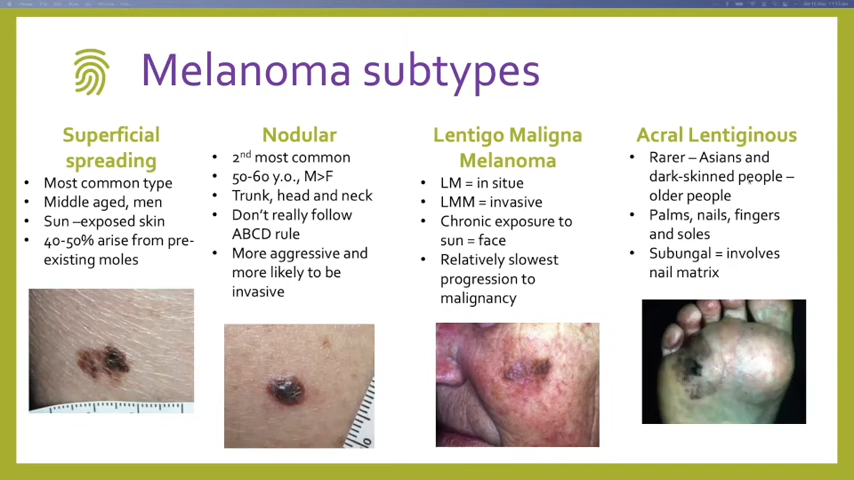 Melanoma subtypes
Superficial
spreading
• Most common type
• Middle aged, men
• Sun –exposed skin
• 40-50% arise from pre-
existing moles
Nodular
• 2nd most common
• 50-60 y.o., M>F
• Trunk, head and neck
• Don't really follow
ABCD rule
• More aggressive and
more likely to be
invasive
Lentigo Maligna
Melanoma
• LM = in situe
• LMM = invasive
• Chronic exposure to
sun = face
• Relatively slowest
progression to
malignancy
Acral Lentiginous
• Rarer – Asians and
dark-skinned people –
older people
• Palms, nails, fingers
and soles
• Subungal = involves
nail matrix